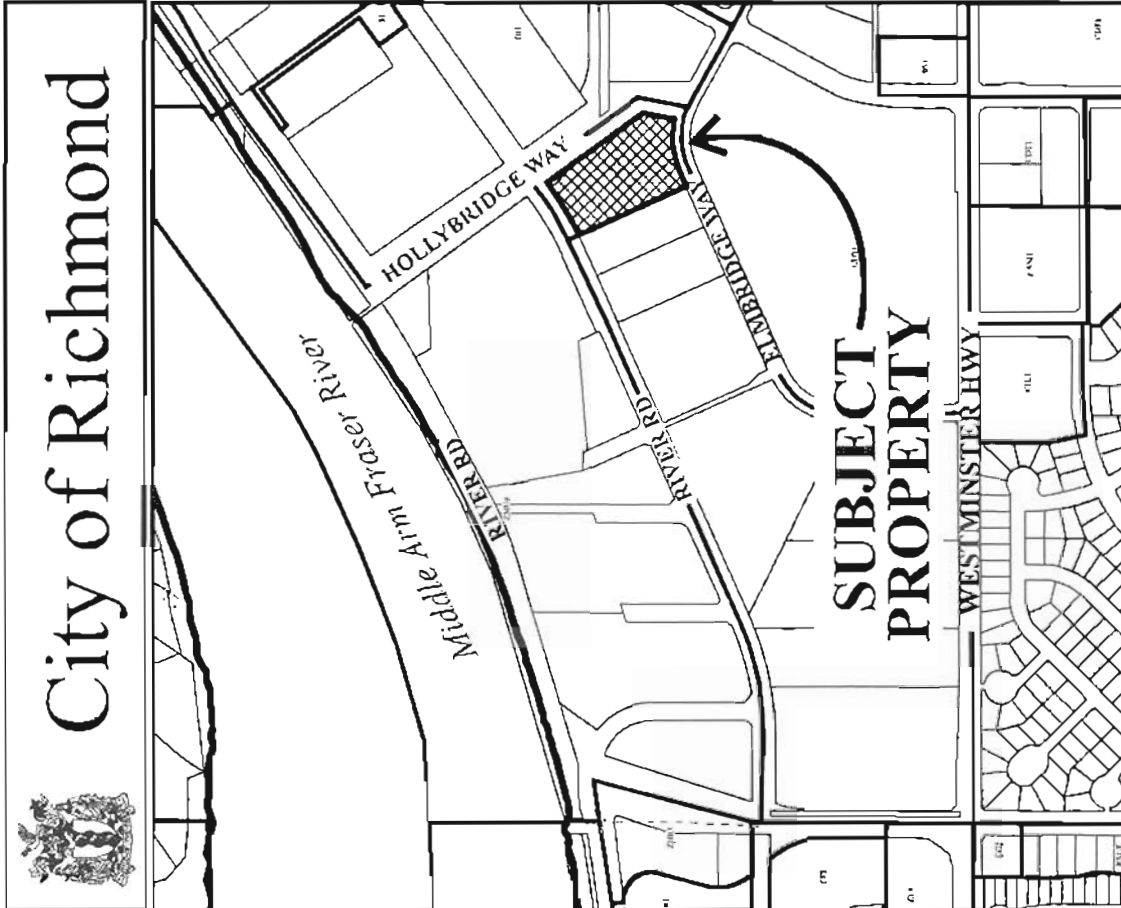 City of Richmond
HOLLYBRIDGE WAY
Middle Arm Fraser River
RIVER RD
RIVER RD
ELMBRIDGE WAY
SUBJECT
PROPERTY
WESTMINSTER HWY